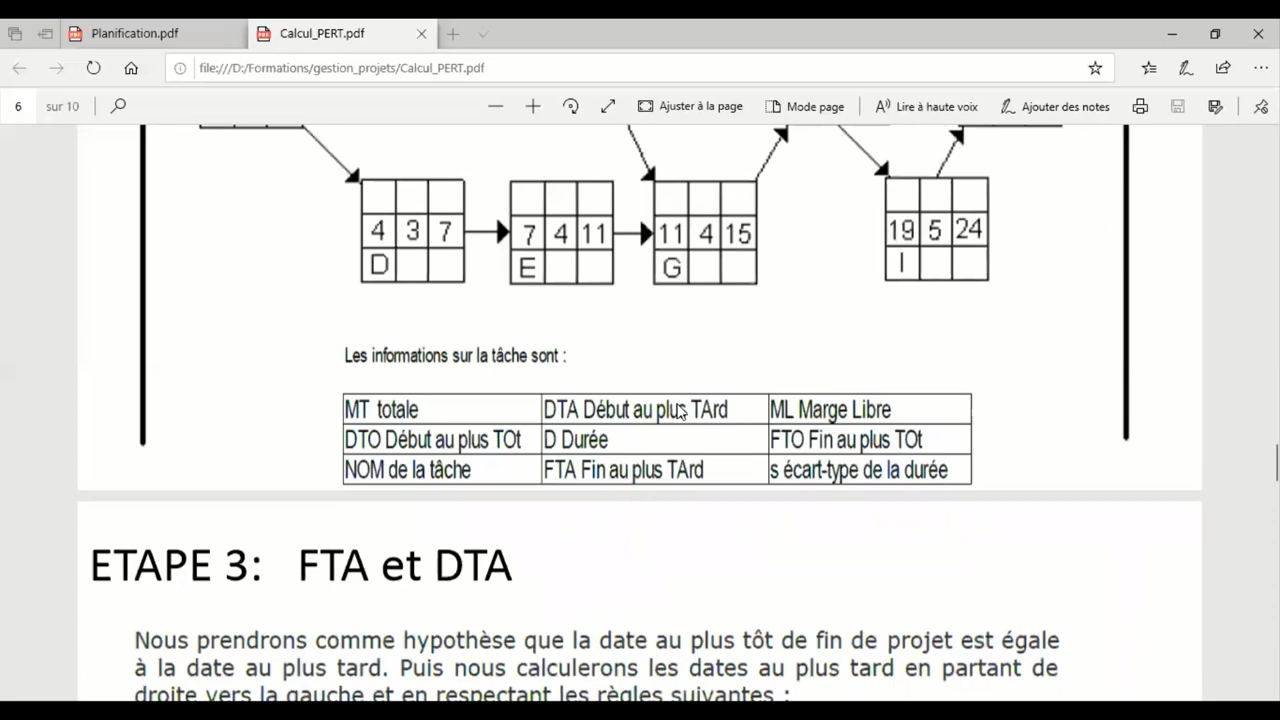 Planification.pdf
Calcul_PERT.pdf
file:///D:/Formations/gestion_projets/Calcul_PERT.pdf
6 sur 10
Ajuster à la page
Mode page
Lire à haute voix
Ajouter des notes
4 3 7
D
7 4 11
E
11 4 15
G
19 5 24
I
Les informations sur la tâche sont :
MT totale DTA Début au plus TArd ML Marge Libre
DTO Début au plus TOt D Durée FTO Fin au plus TOt
NOM de la tâche FTA Fin au plus TArd s écart-type de la durée
ETAPE 3: FTA et DTA
Nous prendrons comme hypothèse que la date au plus tôt de fin de projet est égale
à la date au plus tard. Puis nous calculerons les dates au plus tard en partant de
droite vers la gauche et en respectant les règles suivantes :